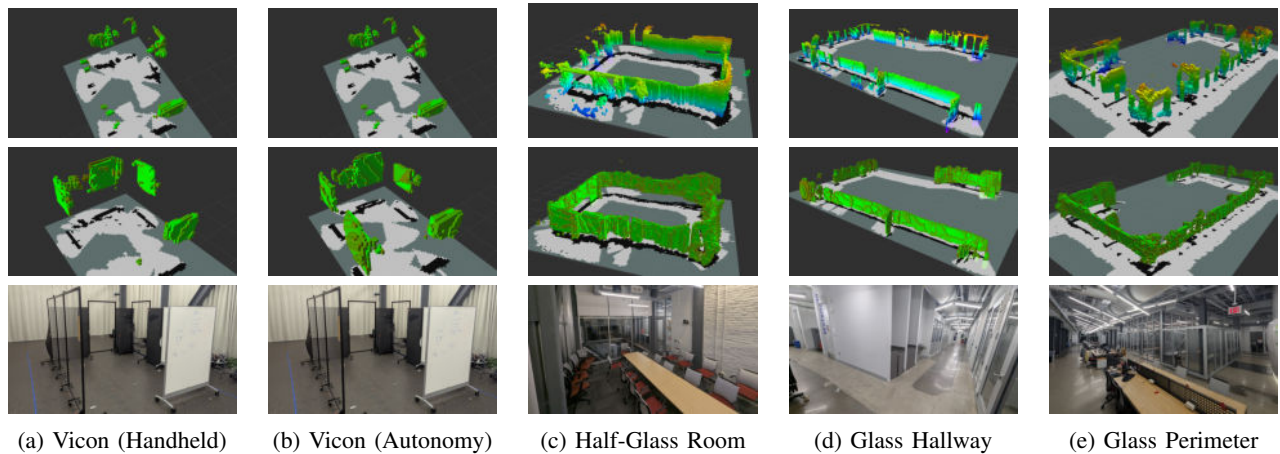 (a) Vicon (Handheld)
(b) Vicon (Autonomy)
(c) Half-Glass Room
(d) Glass Hallway
(e) Glass Perimeter